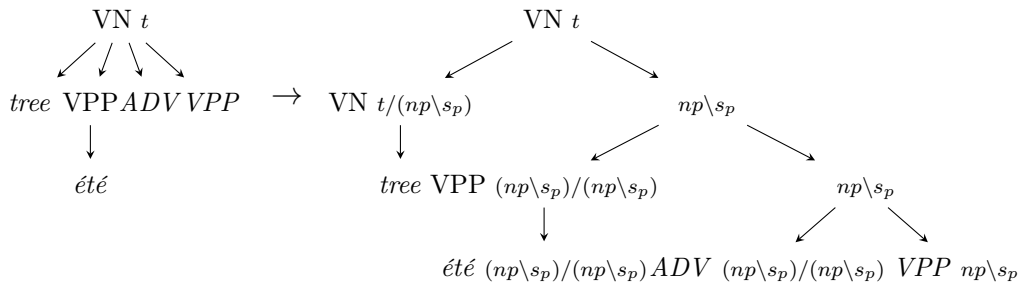 VN t VN t
tree VPP ADV VPP → VN t/(np\s_p) np\s_p
été tree VPP (np\s_p)/(np\s_p) np\s_p
été (np\s_p)/(np\s_p) ADV (np\s_p)/(np\s_p) VPP np\s_p